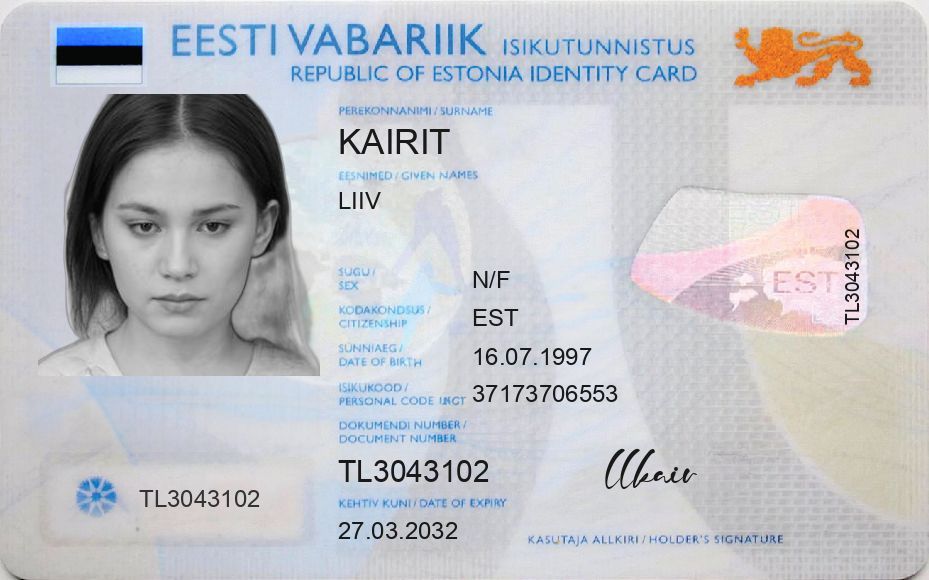 EESTI VABARIIK ISIKUTUNNISTUS
REPUBLIC OF ESTONIA IDENTITY CARD
PEREKONNANIMI / SURNAME
KAIRIT
EESNIMED / GIVEN NAMES
LIIV
SUGU /
SEX
N/F
KODAKONDSUS /
CITIZENSHIP
EST
SÜNNIAEG /
DATE OF BIRTH
16.07.1997
ISIKUKOOD /
PERSONAL CODE
37173706553
DOKUMENDI NUMBER /
DOCUMENT NUMBER
TL3043102
KEHTIV KUNI / DATE OF EXPIRY
27.03.2032
TL3043102
EST
TL3043102
KASUTAJA ALLKIRI / HOLDER'S SIGNATURE